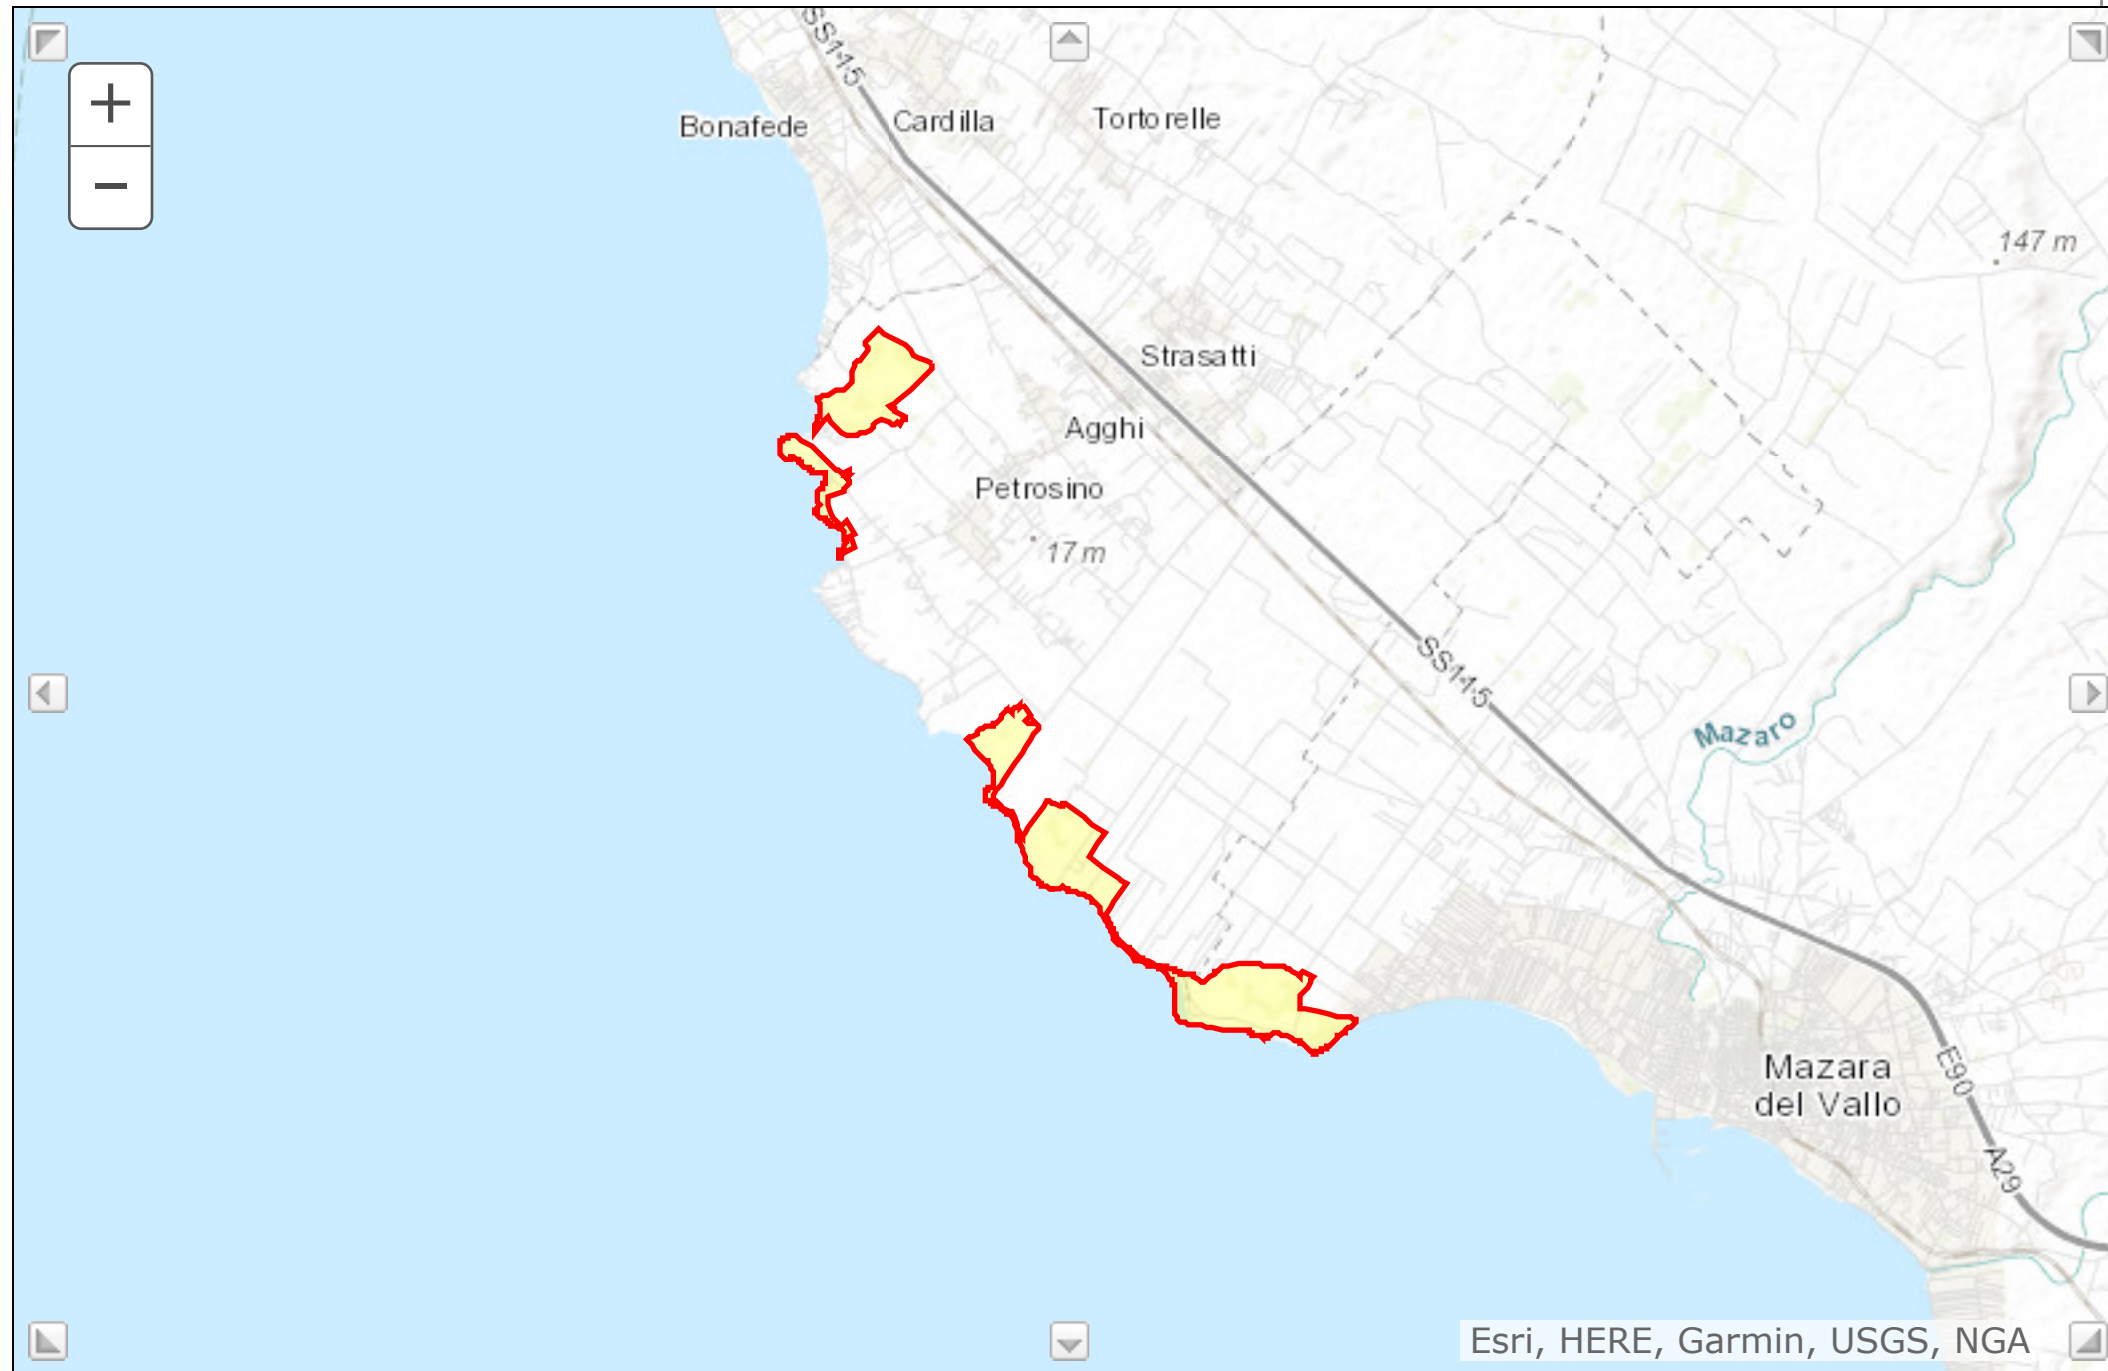 SS115
Bonafede
Cardilla
Tortorelle
147 m
Strasatti
Agghi
Petrosino
17 m
SS115
Mazaro
Mazara
del Vallo
E90
A29
Esri, HERE, Garmin, USGS, NGA